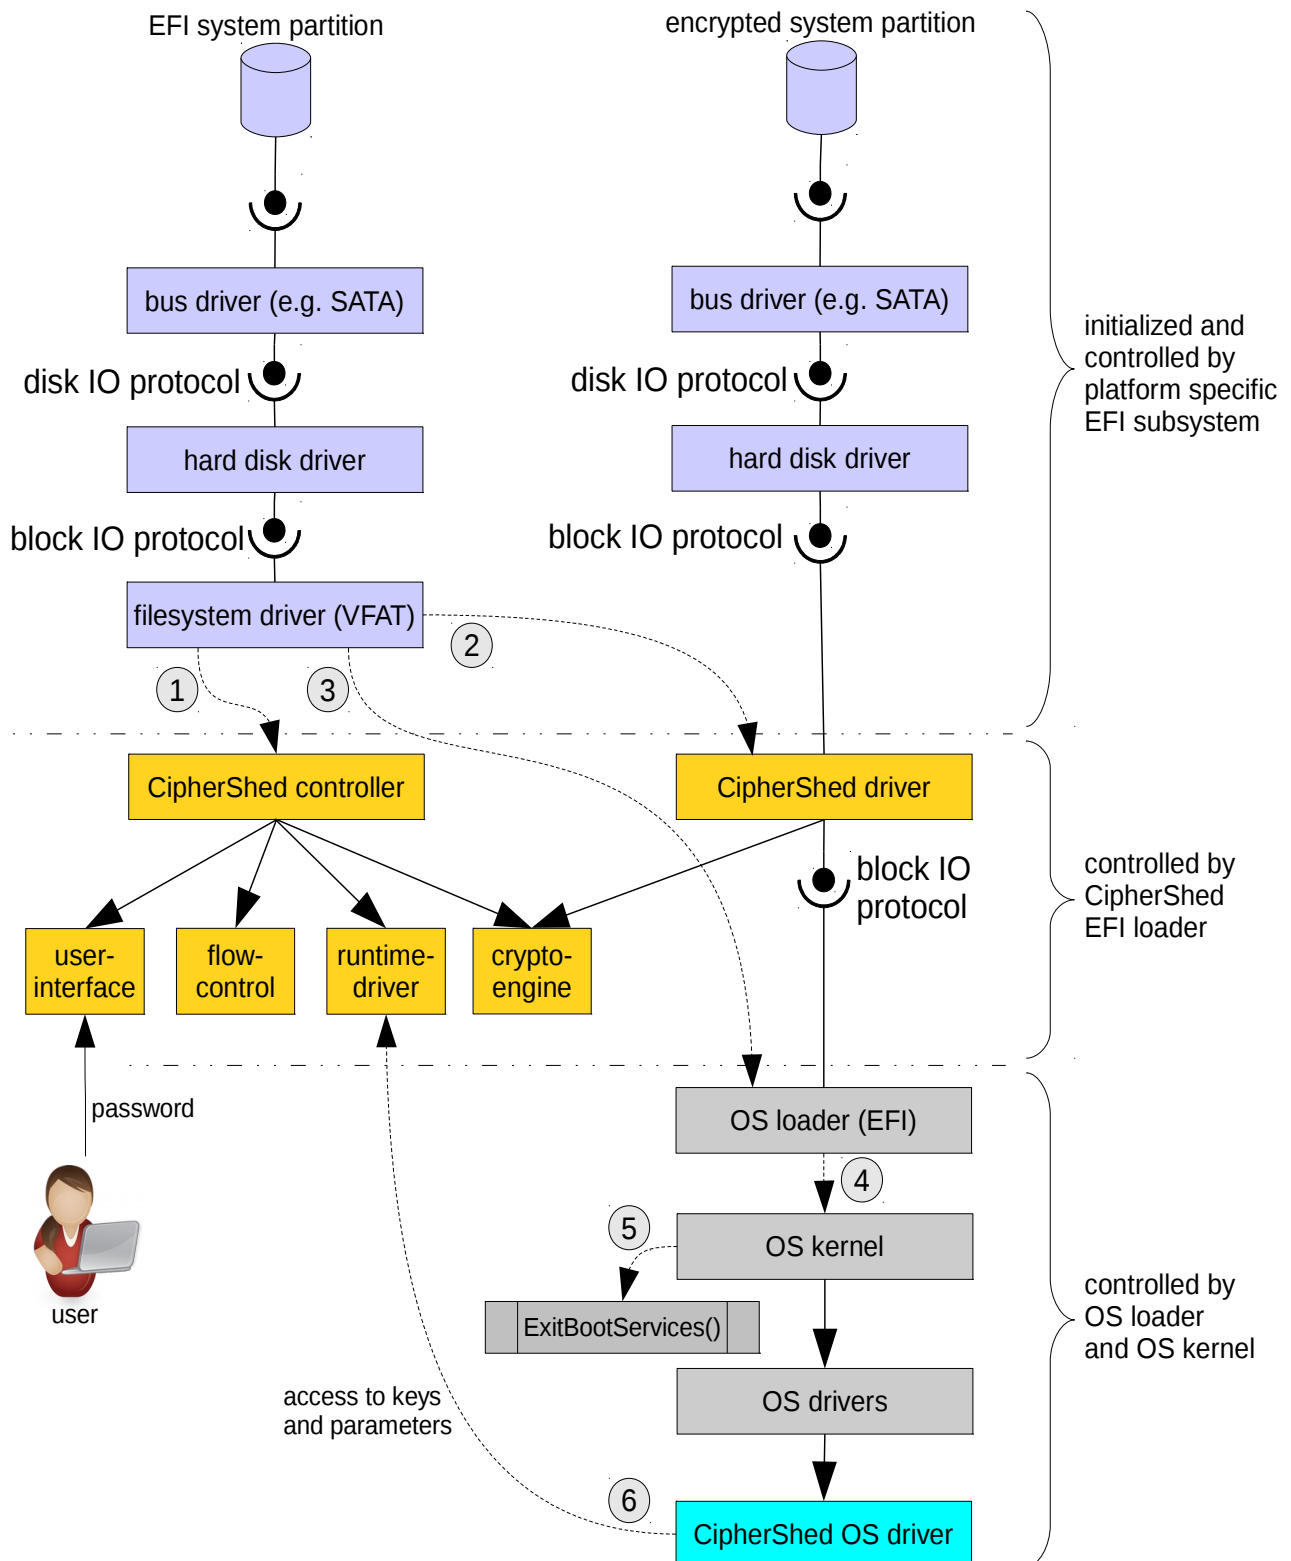 EFI system partition
encrypted system partition
bus driver (e.g. SATA)
bus driver (e.g. SATA)
initialized and
controlled by
platform specific
EFI subsystem
disk IO protocol
disk IO protocol
hard disk driver
hard disk driver
block IO protocol
block IO protocol
filesystem driver (VFAT)
2
1
3
CipherShed controller
CipherShed driver
block IO
protocol
controlled by
CipherShed
EFI loader
user-
interface
flow-
control
runtime-
driver
crypto-
engine
password
OS loader (EFI)
4
user
5
OS kernel
ExitBootServices()
controlled by
OS loader
and OS kernel
OS drivers
access to keys
and parameters
6
CipherShed OS driver